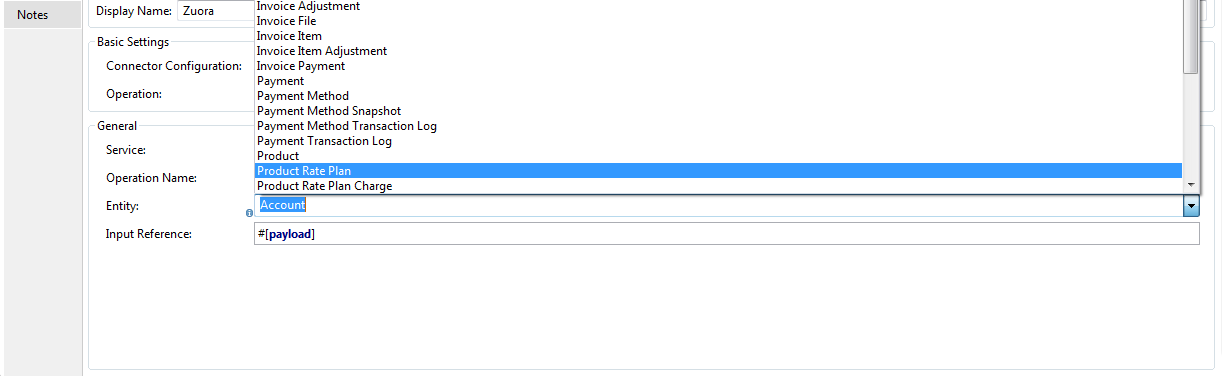 Notes
Display Name: Zuora
Invoice Adjustment
Invoice File
Basic Settings
Invoice Item
Invoice Item Adjustment
Connector Configuration:
Invoice Payment
Payment
Operation:
Payment Method
Payment Method Snapshot
General
Payment Method Transaction Log
Payment Transaction Log
Service:
Product
Product Rate Plan
Operation Name:
Product Rate Plan Charge
Entity: Account
Input Reference: #[payload]